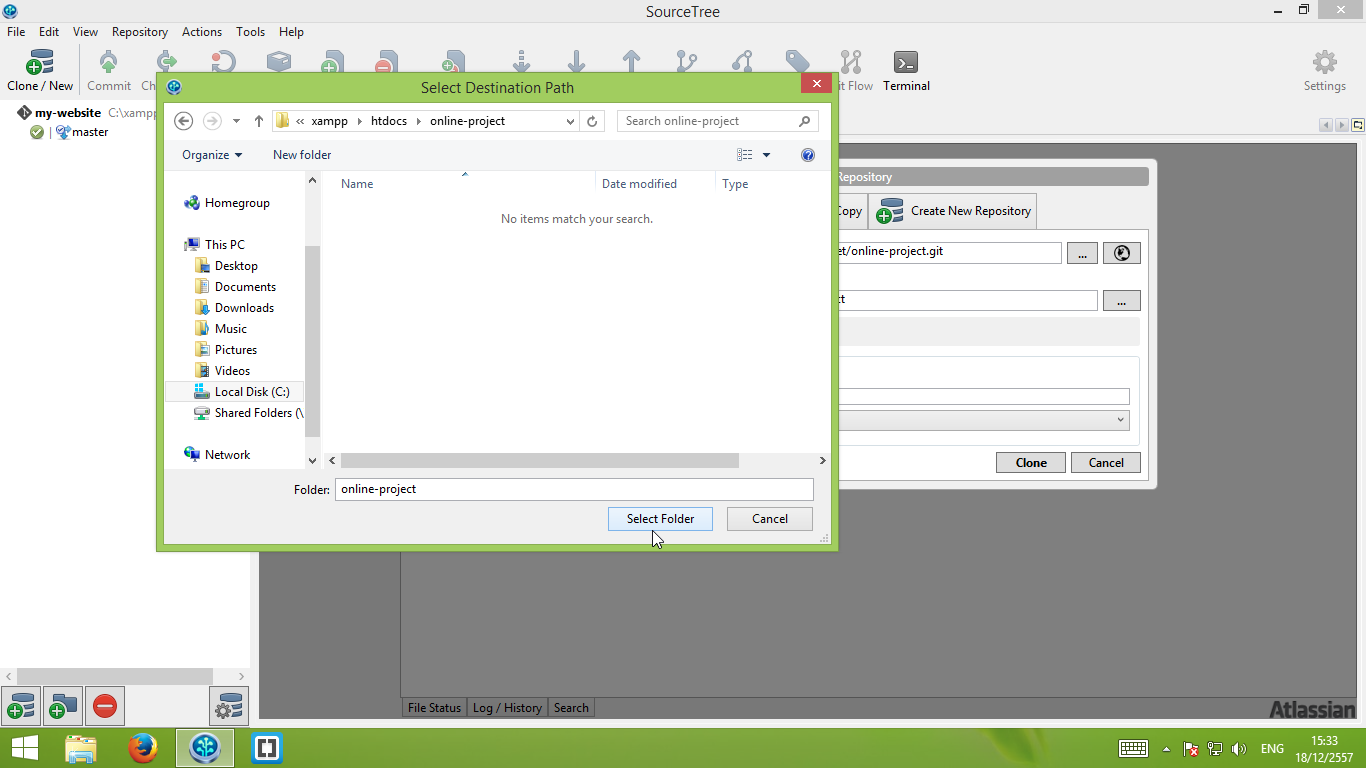 SourceTree
File Edit View Repository Actions Tools Help
Clone / New Commit Flow Terminal Settings
my-website C:\xampp
master
Select Destination Path
xampp htdocs online-project
Search online-project
Organize New folder
Name Date modified Type
No items match your search.
Homegroup
This PC
Desktop
Documents
Downloads
Music
Pictures
Videos
Local Disk (C:)
Shared Folders (\
Network
Folder: online-project
Select Folder Cancel
Repository
Copy Create New Repository
et/online-project.git
...
ct
...
Clone Cancel
File Status Log / History Search
Atlassian
ENG
15:33
18/12/2557